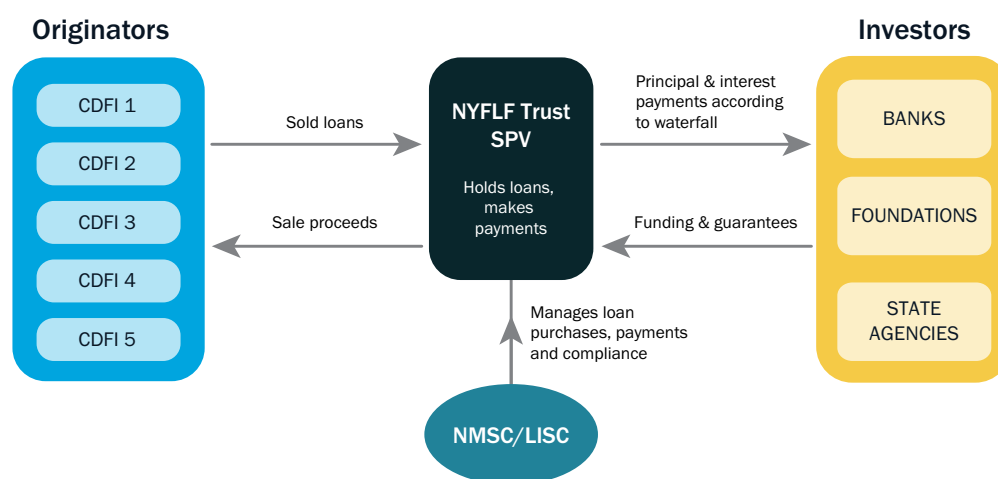 Originators
CDFI 1
CDFI 2
CDFI 3
CDFI 4
CDFI 5
Sold loans
Sale proceeds
NYFLF Trust
SPV
Holds loans,
makes
payments
Manages loan
purchases, payments
and compliance
NMSC/LISC
Principal & interest
payments according
to waterfall
Funding & guarantees
Investors
BANKS
FOUNDATIONS
STATE
AGENCIES